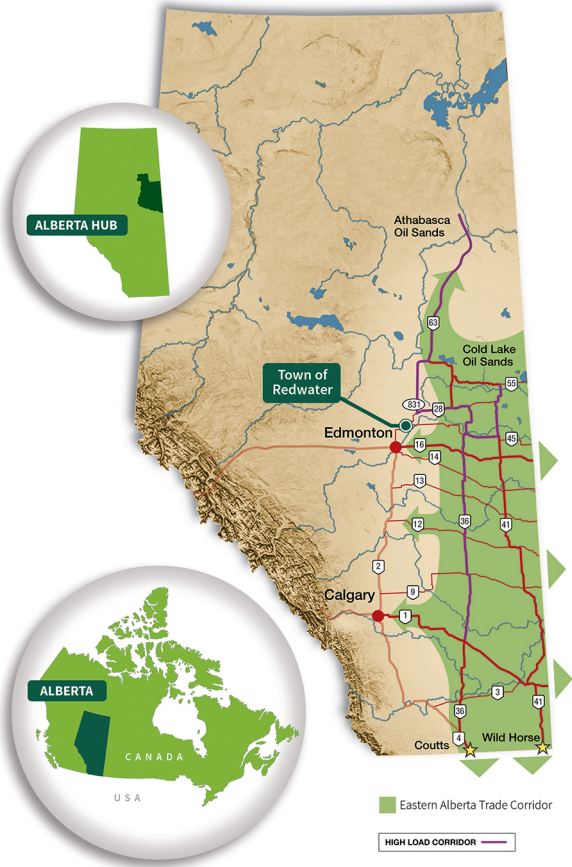 Athabasca
Oil Sands
ALBERTA HUB
63
Cold Lake
Oil Sands
Town of
Redwater
55
831
28
Edmonton
16
45
14
13
12
36
41
2
Calgary
9
1
ALBERTA
3
36
41
CANADA
USA
Coutts
4
Wild Horse
Eastern Alberta Trade Corridor
HIGH LOAD CORRIDOR